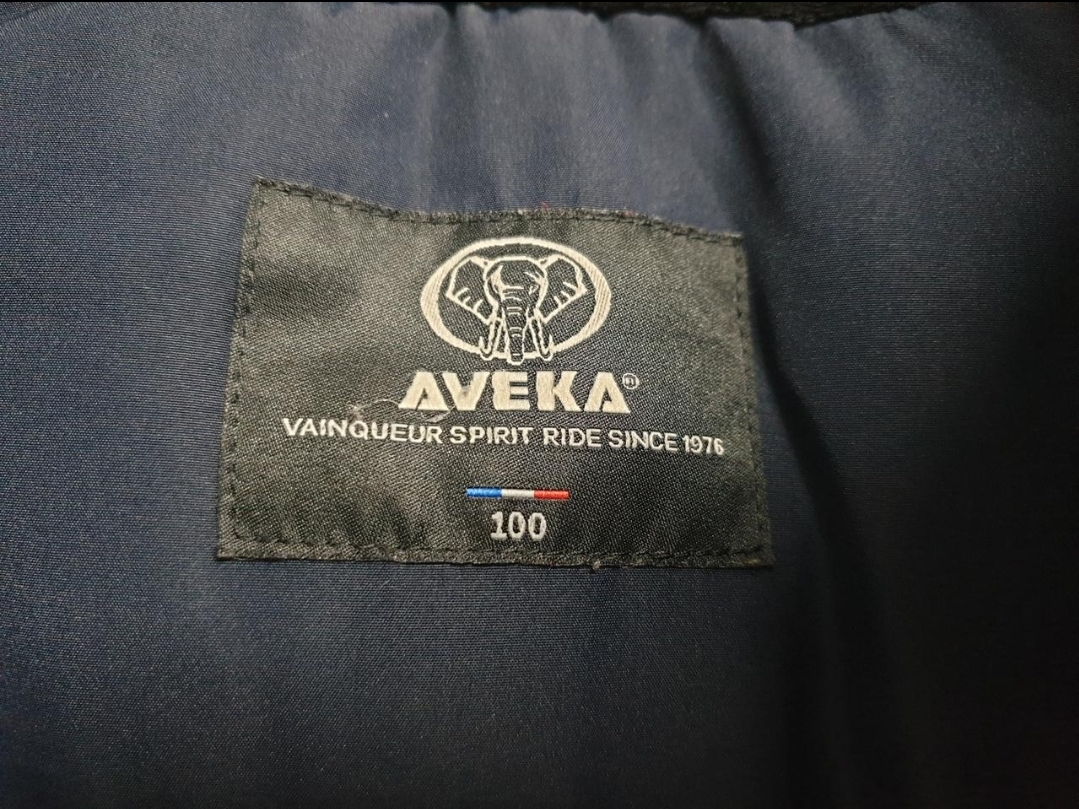 AVEKA®
VAINQUEUR SPIRIT RIDE SINCE 1976
100